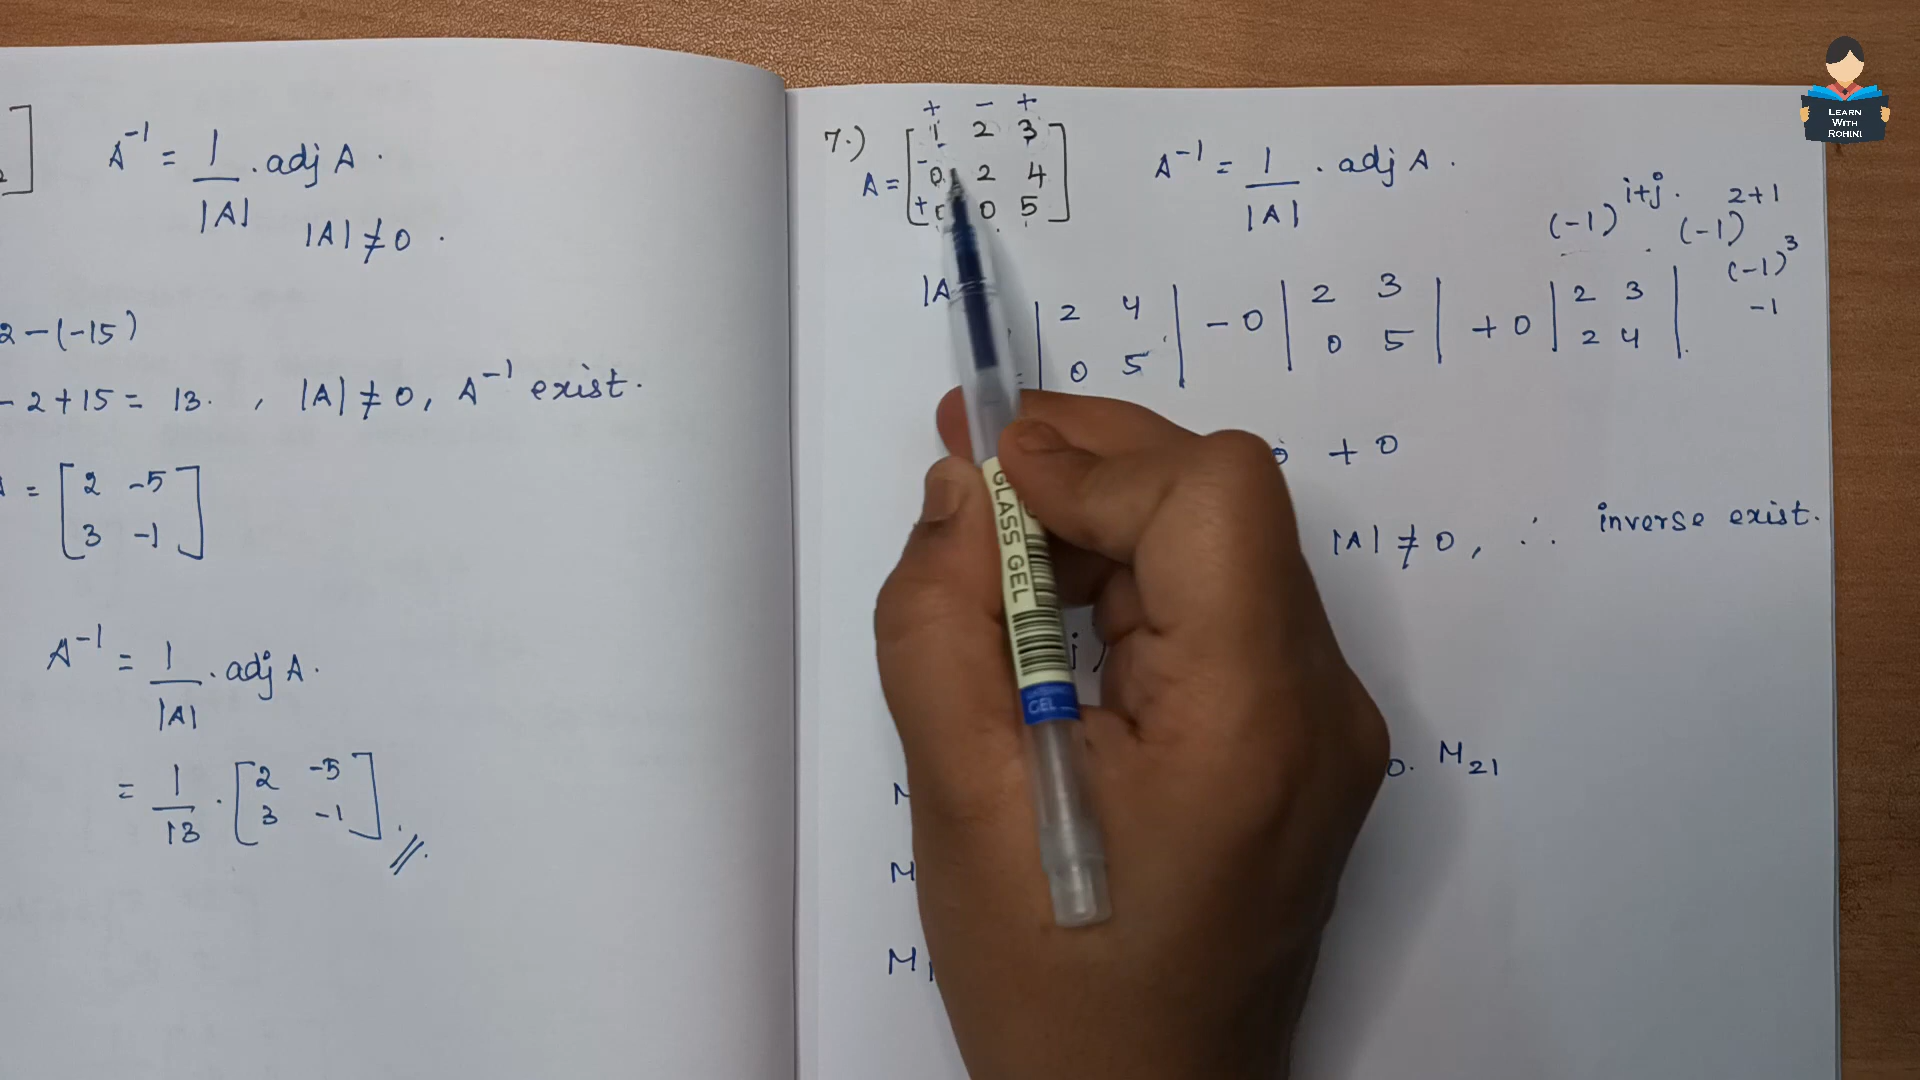 A⁻¹ = 1/|A| . adj A .
|A| ≠ 0 .
2 - (-15)
- 2 + 15 = 13. , |A| ≠ 0, A⁻¹ exist.
= [2 -5
3 -1]
A⁻¹ = 1/|A| . adj A.
= 1/13 . [2 -5
3 -1] . //
7.) + - +
A = [1 2 3
- 0 2 4
+ 0 5]
A⁻¹ = 1/|A| . adj A .
(-1)^i+j . (-1)^2+1
(-1)³
-1
|A
|2 4
0 5| - 0 |2 3
0 5| + 0 |2 3
2 4|
+ 0
|A| ≠ 0, ∴ inverse exist.
j)
0. M₂₁
M
M
M₁
GLASS GEL
GEL
LEARN
WITH
ROHINI